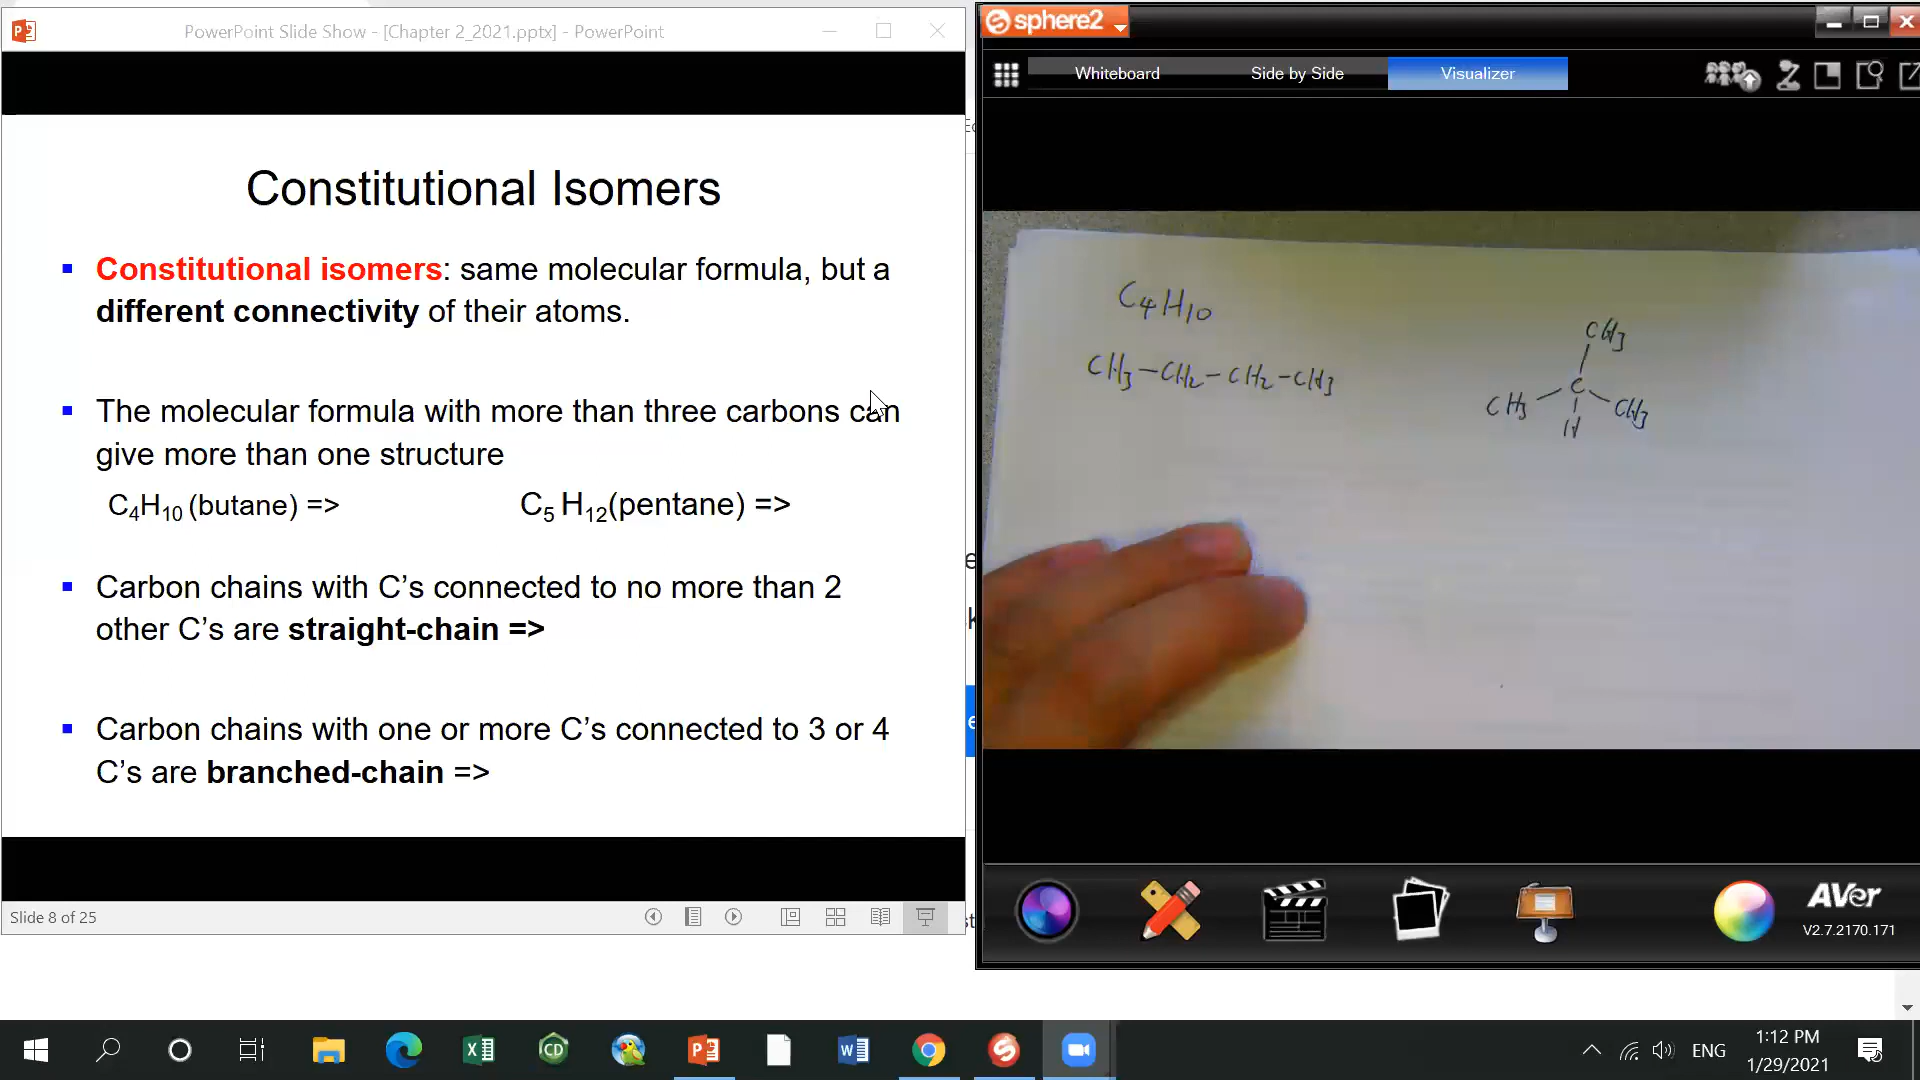 PowerPoint Slide Show - [Chapter 2_2021.pptx] - PowerPoint
Constitutional Isomers
Constitutional isomers: same molecular formula, but a
different connectivity of their atoms.
The molecular formula with more than three carbons can
give more than one structure
C4H10 (butane) => C5 H12(pentane) =>
Carbon chains with C’s connected to no more than 2
other C’s are straight-chain =>
Carbon chains with one or more C’s connected to 3 or 4
C’s are branched-chain =>
Slide 8 of 25
sphere2
Whiteboard Side by Side Visualizer
C4H10
CH3-CH2-CH2-CH3
CH3
CH3 C CH3
H
AVer
V2.7.2170.171
ENG
1:12 PM
1/29/2021